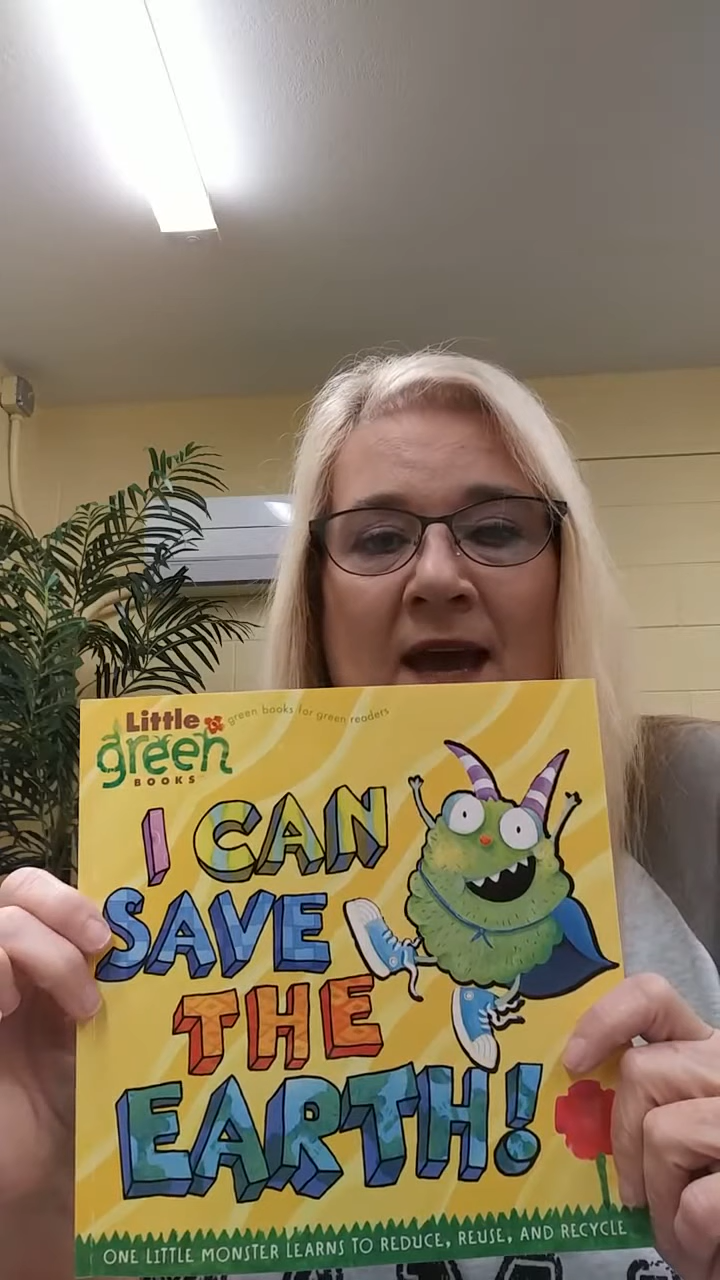 Little
green books for green readers
green
BOOKS
I CAN
SAVE
THE
EARTH!
ONE LITTLE MONSTER LEARNS TO REDUCE, REUSE, AND RECYCLE